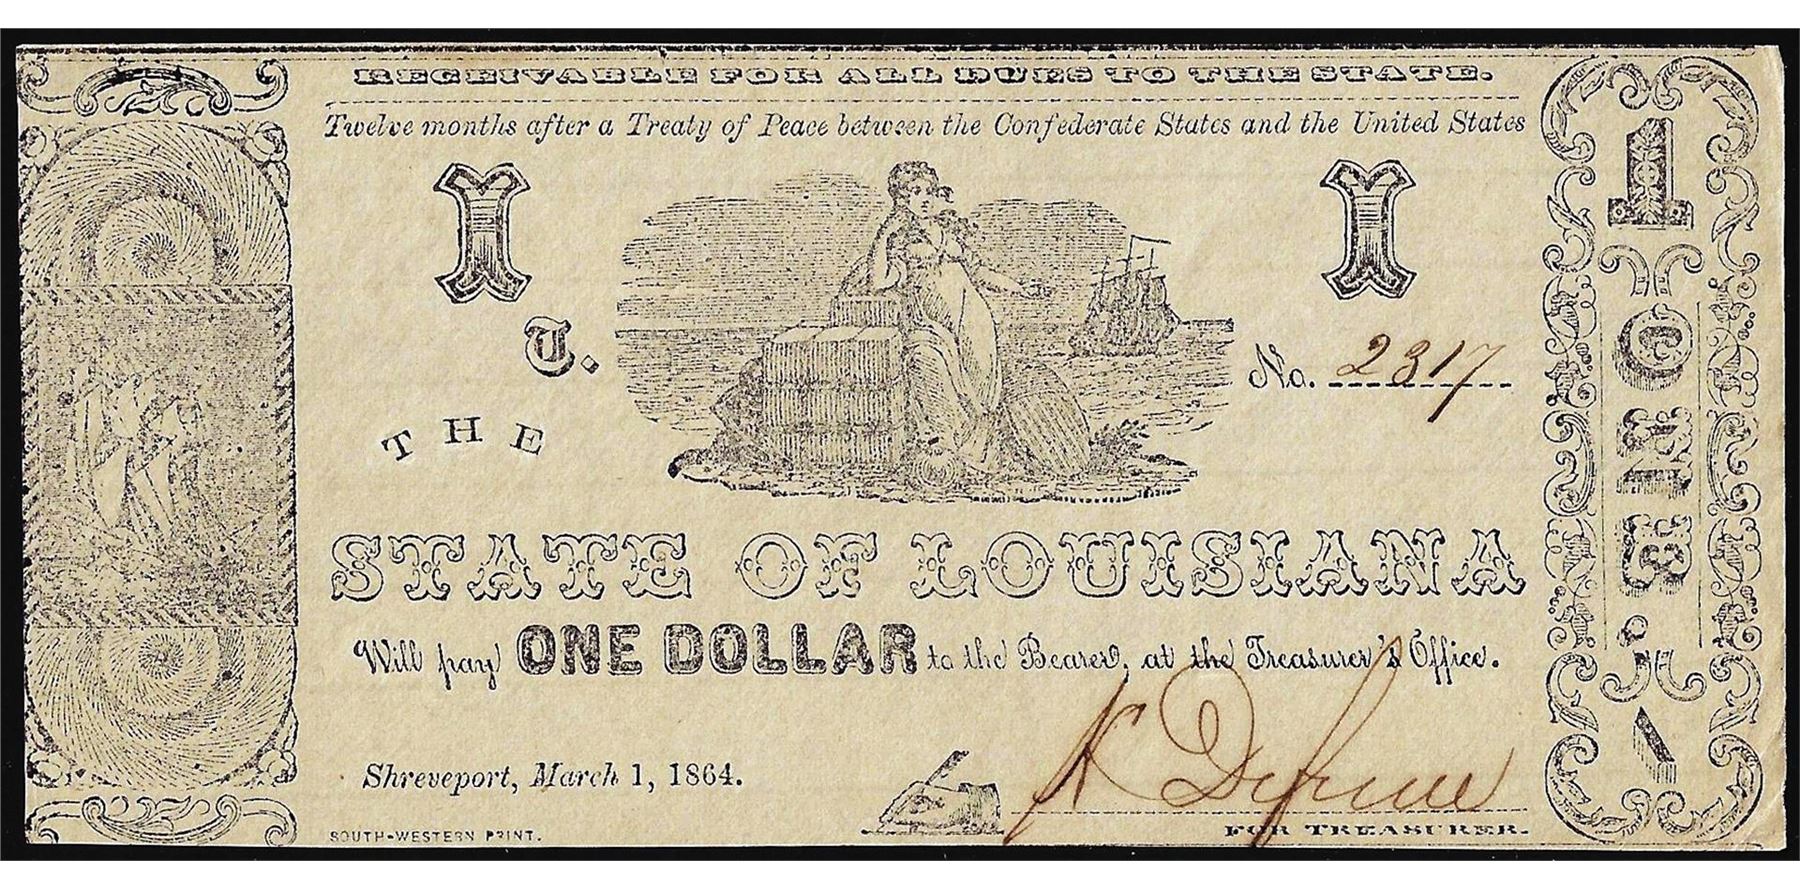 RECEIVABLE FOR ALL DUES TO THE STATE.
Twelve months after a Treaty of Peace between the Confederate States and the United States
I I
T.
No. 2317
THE
STATE OF LOUISIANA
Will pay ONE DOLLAR to the Bearer, at the Treasurer's Office.
Shreveport, March 1, 1864.
SOUTH-WESTERN PRINT.
FOR TREASURER.
1
ONE